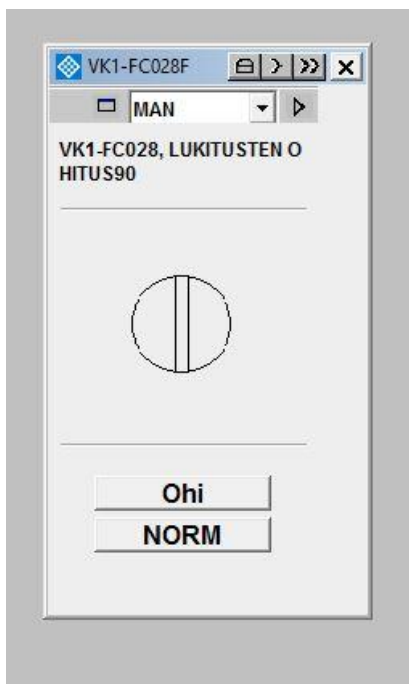 VK1-FC028F
MAN
VK1-FC028, LUKITUSTEN O
HITUS90
Ohi
NORM